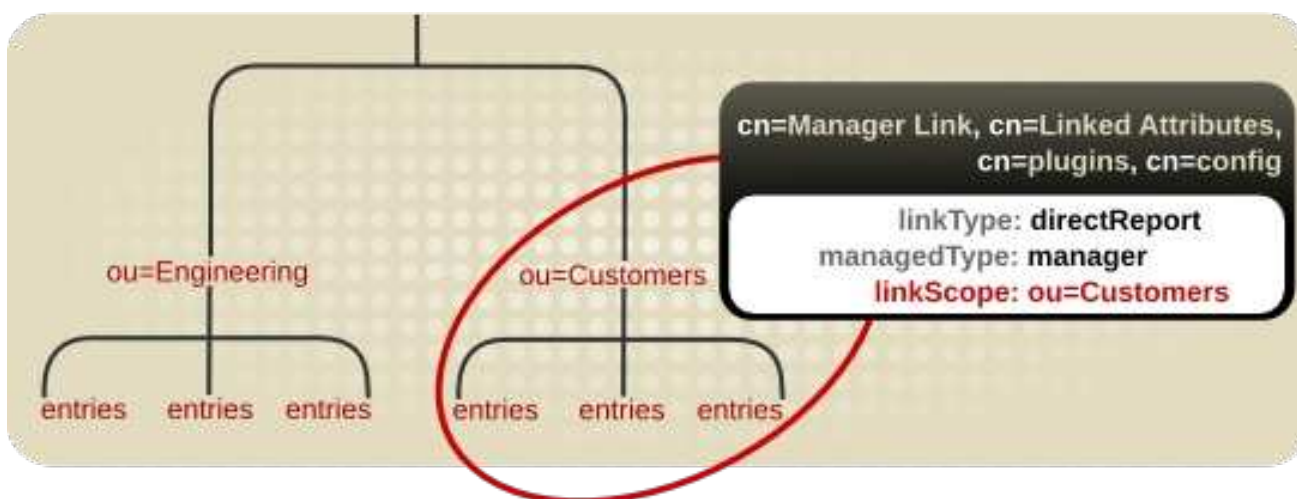 cn=Manager Link, cn=Linked Attributes,
cn=plugins, cn=config
linkType: directReport
managedType: manager
linkScope: ou=Customers
ou=Engineering
ou=Customers
entries entries entries
entries entries entries